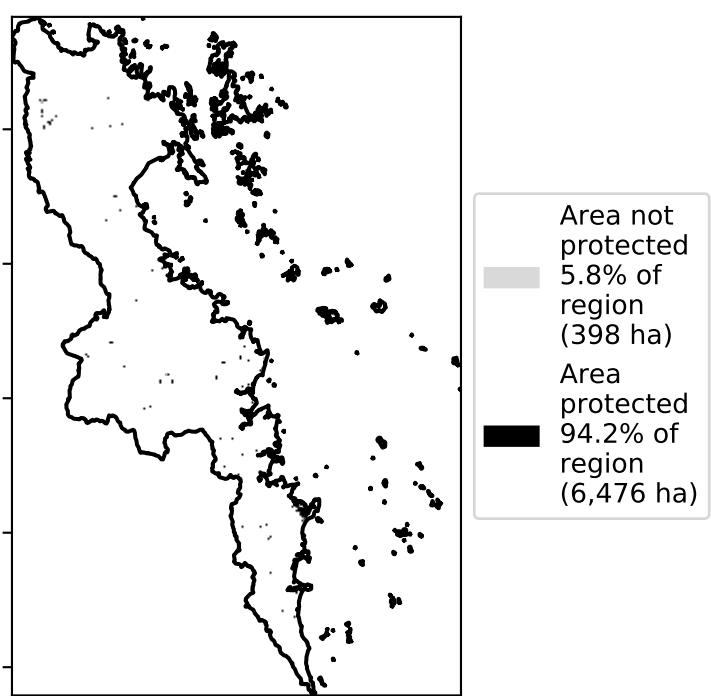 Area not
protected
5.8% of
region
(398 ha)
Area
protected
94.2% of
region
(6,476 ha)